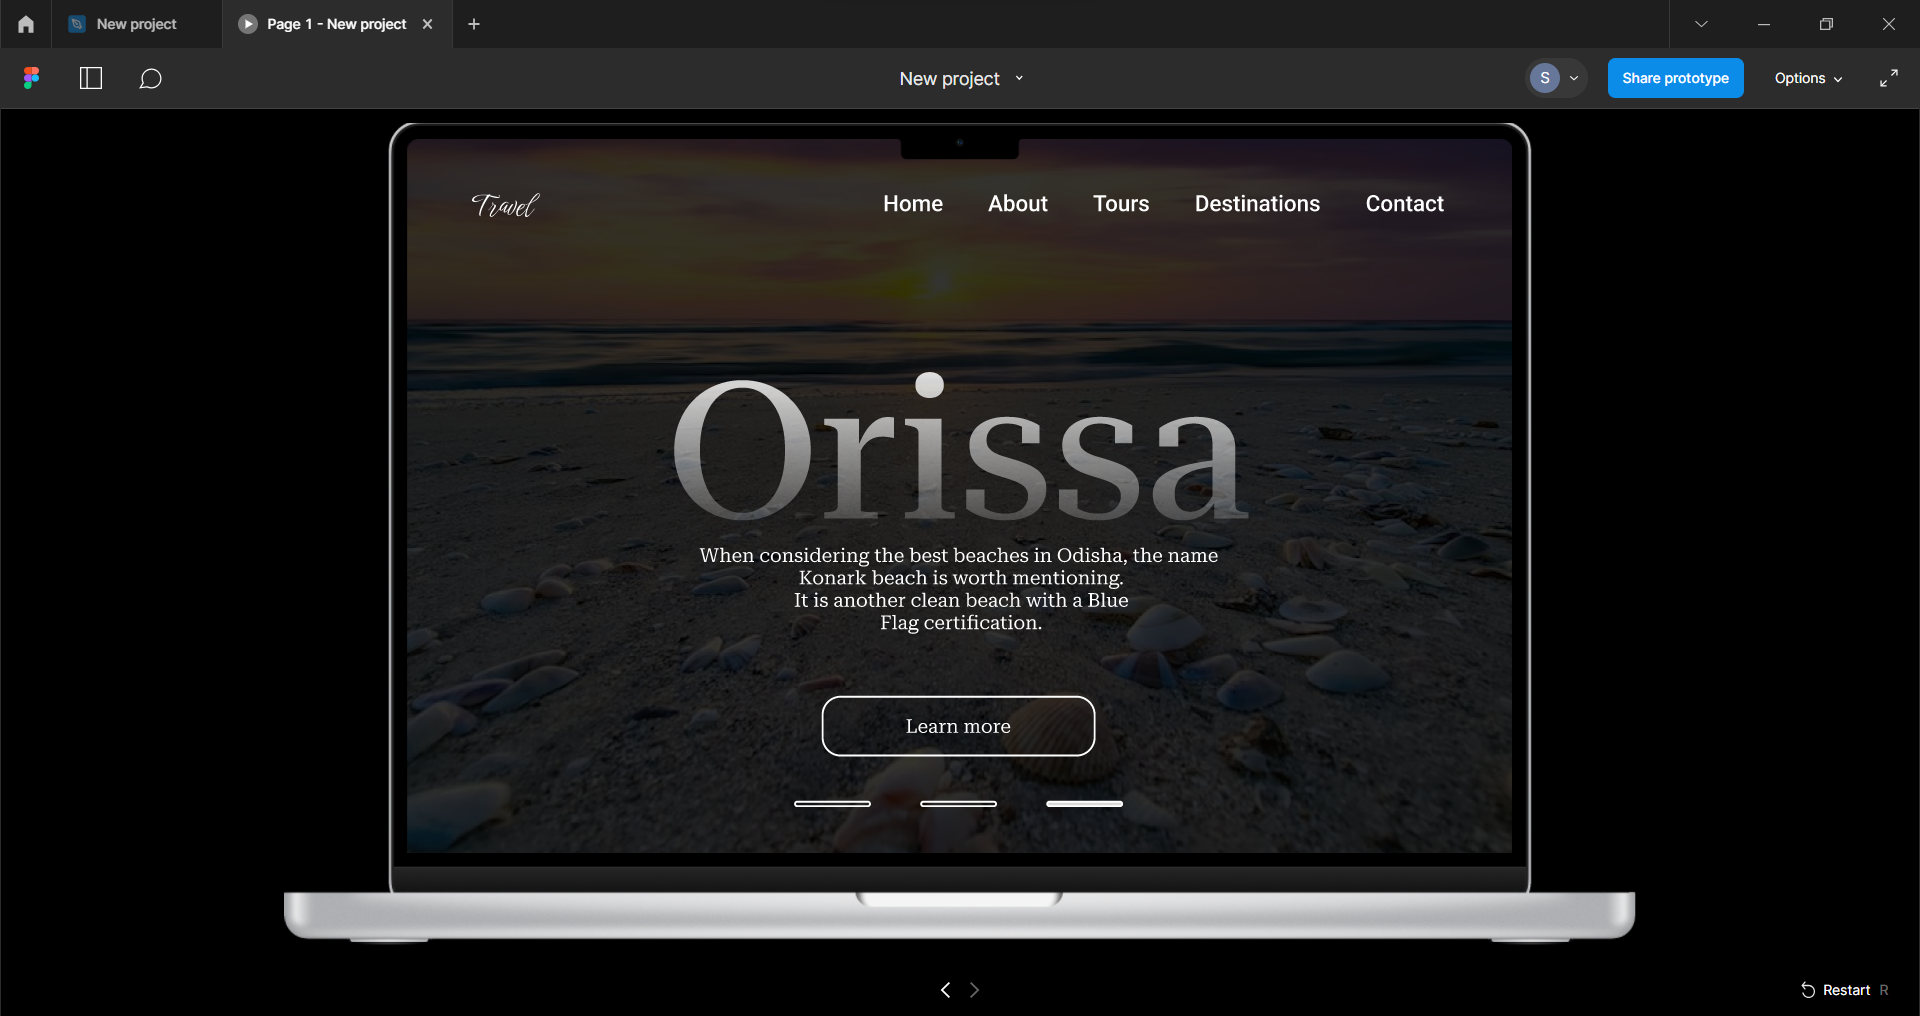 New project
Page 1 - New project
New project
S
Share prototype
Options
Travel
Home About Tours Destinations Contact
Orissa
When considering the best beaches in Odisha, the name
Konark beach is worth mentioning.
It is another clean beach with a Blue
Flag certification.
Learn more
Restart R